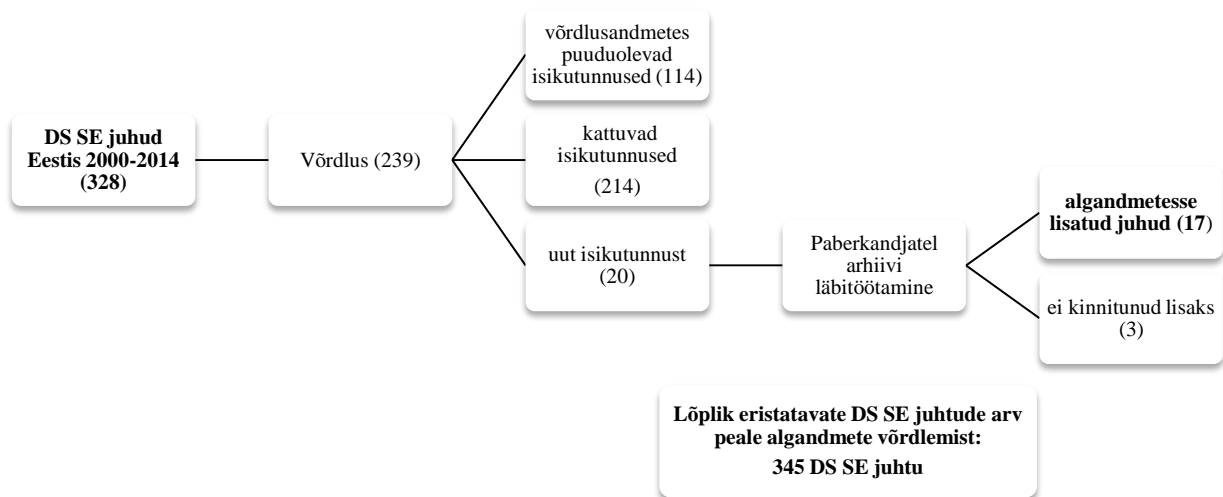 DS SE juhud
Eestis 2000-2014
(328)
Võrdlus (239)
võrdlusandmetes
puuduolevad
isikutunnused (114)
kattuvad
isikutunnused
(214)
uut isikutunnust
(20)
Paberkandjatel
arhiivi
läbitöötamine
algandmetesse
lisatud juhud (17)
ei kinnitunud lisaks
(3)
Lõplik eristatavate DS SE juhtude arv
peale algandmete võrdlemist:
345 DS SE juhtu